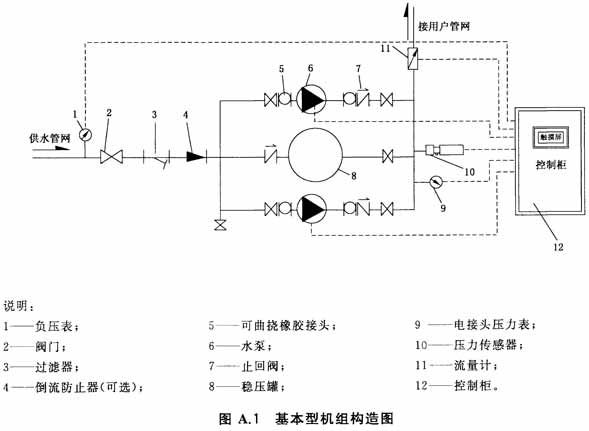 接用户管网
11
5
6
7
1
2
3
4
供水管网
触摸屏
控制柜
8
10
9
12
说明：
1——负压表；
5——可曲挠橡胶接头；
9——电接头压力表；
2——阀门；
6——水泵；
10——压力传感器；
3——过滤器；
7——止回阀；
11——流量计；
4——倒流防止器(可选)；
8——稳压罐；
12——控制柜。
图 A.1 基本型机组构造图